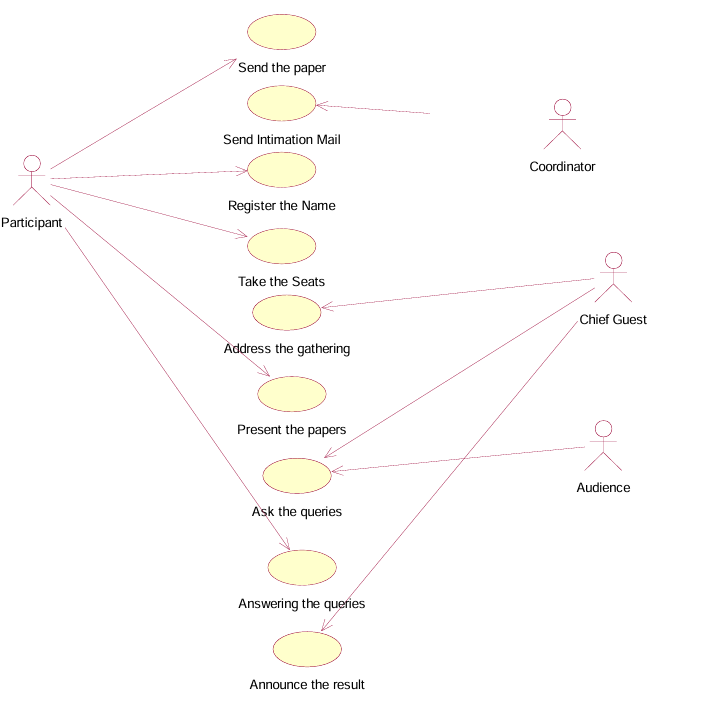 Send the paper
Send Intimation Mail
Coordinator
Register the Name
Participant
Take the Seats
Chief Guest
Address the gathering
Present the papers
Audience
Ask the queries
Answering the queries
Announce the result